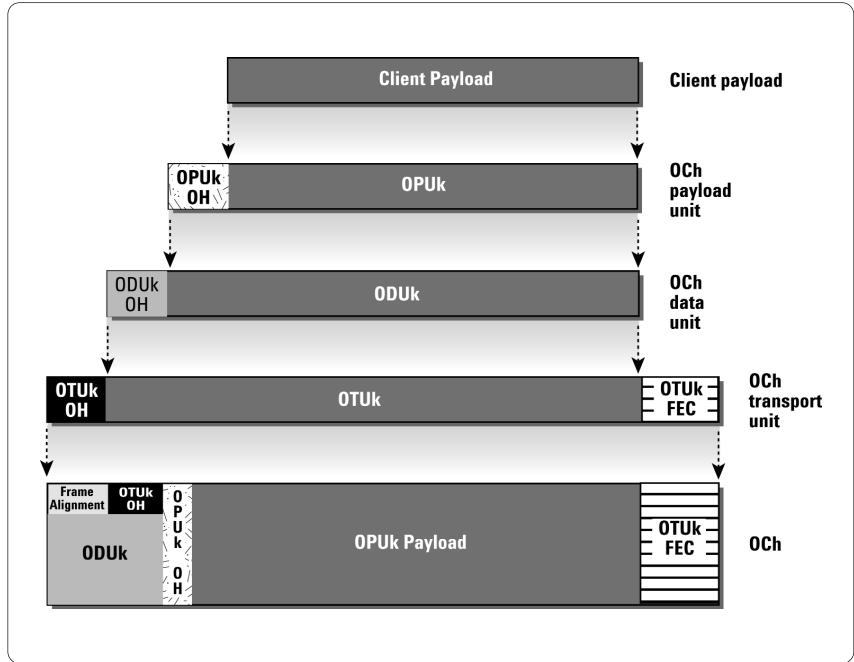 Client Payload
Client payload
OPUk
OH
OPUk
OCh
payload
unit
ODUk
OH
ODUk
OCh
data
unit
OTUk
OH
OTUk
OTUk
FEC
OCh
transport
unit
Frame
Alignment
OTUk
OH
ODUk
OPUk OH
OPUk Payload
OTUk
FEC
OCh